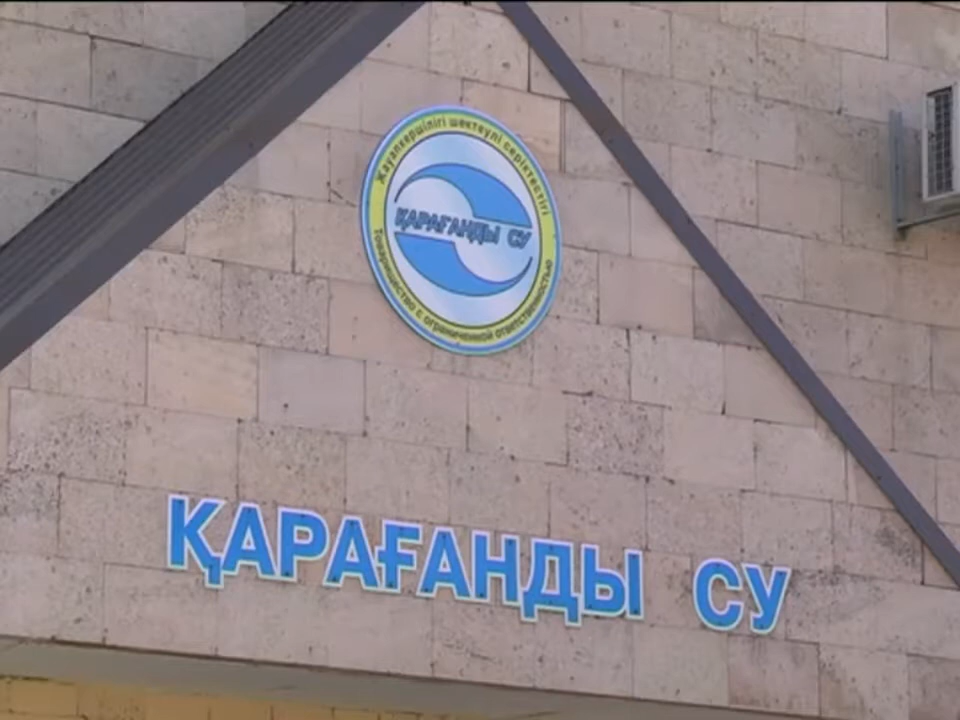 Жауапкершілігі шектеулі серіктестігі
ҚАРАҒАНДЫ СУ
Товарищество с ограниченной ответственностью
ҚАРАҒАНДЫ СУ